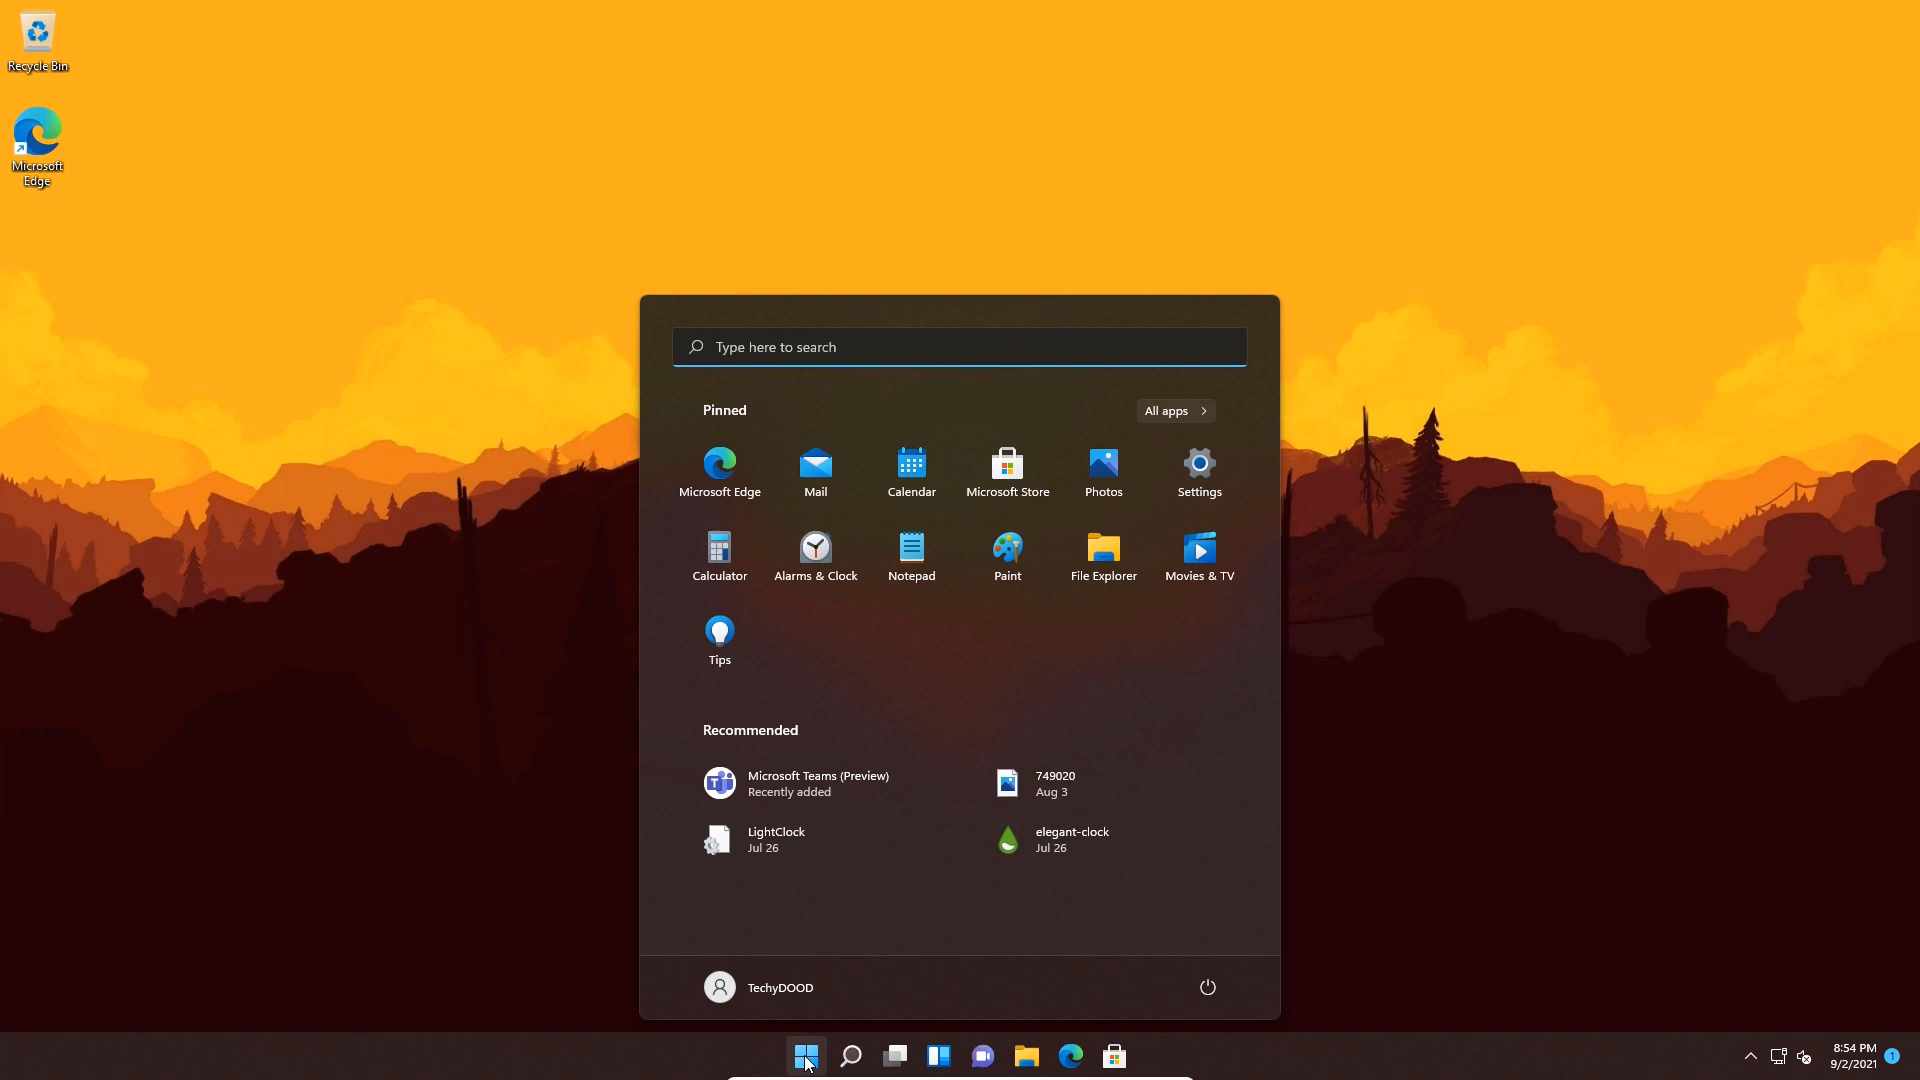 Recycle Bin
Microsoft
Edge
Type here to search
Pinned
All apps
Microsoft Edge
Mail
Calendar
Microsoft Store
Photos
Settings
Calculator
Alarms & Clock
Notepad
Paint
File Explorer
Movies & TV
Tips
Recommended
Microsoft Teams (Preview)
Recently added
749020
Aug 3
LightClock
Jul 26
elegant-clock
Jul 26
TechyDOOD
8:54 PM
9/2/2021
1